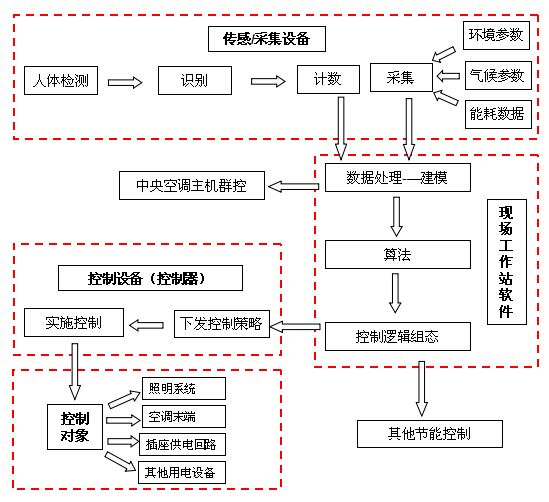 传感/采集设备
环境参数
人体检测
识别
计数
采集
气候参数
能耗数据
中央空调主机群控
数据处理-—建模
现场工作站软件
算法
控制设备（控制器）
实施控制
下发控制策略
控制逻辑组态
照明系统
控制
对象
空调末端
插座供电回路
其他用电设备
其他节能控制